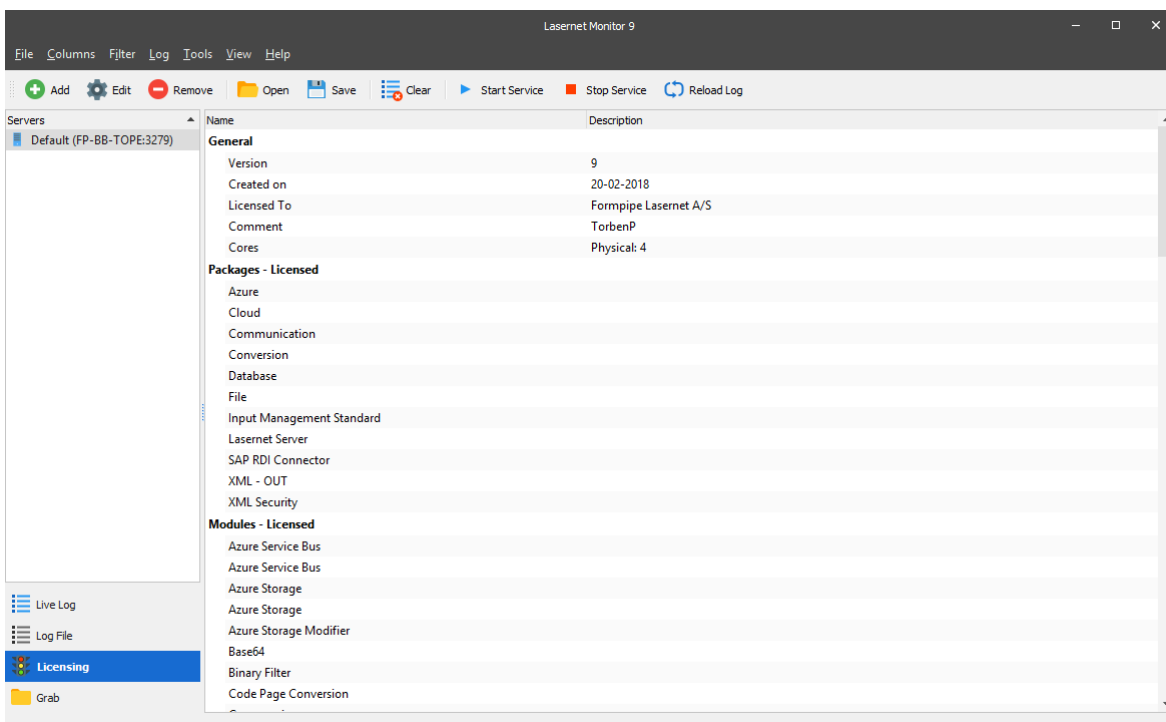 Lasernet Monitor 9
File Columns Filter Log Tools View Help
Add Edit Remove Open Save Clear Start Service Stop Service Reload Log
Servers
Default (FP-BB-TOPE:3279)
Name Description
General
Version 9
Created on 20-02-2018
Licensed To Formpipe Lasernet A/S
Comment TorbenP
Cores Physical: 4
Packages - Licensed
Azure
Cloud
Communication
Conversion
Database
File
Input Management Standard
Lasernet Server
SAP RDI Connector
XML - OUT
XML Security
Modules - Licensed
Azure Service Bus
Azure Service Bus
Azure Storage
Azure Storage
Azure Storage Modifier
Base64
Binary Filter
Code Page Conversion
Live Log
Log File
Licensing
Grab